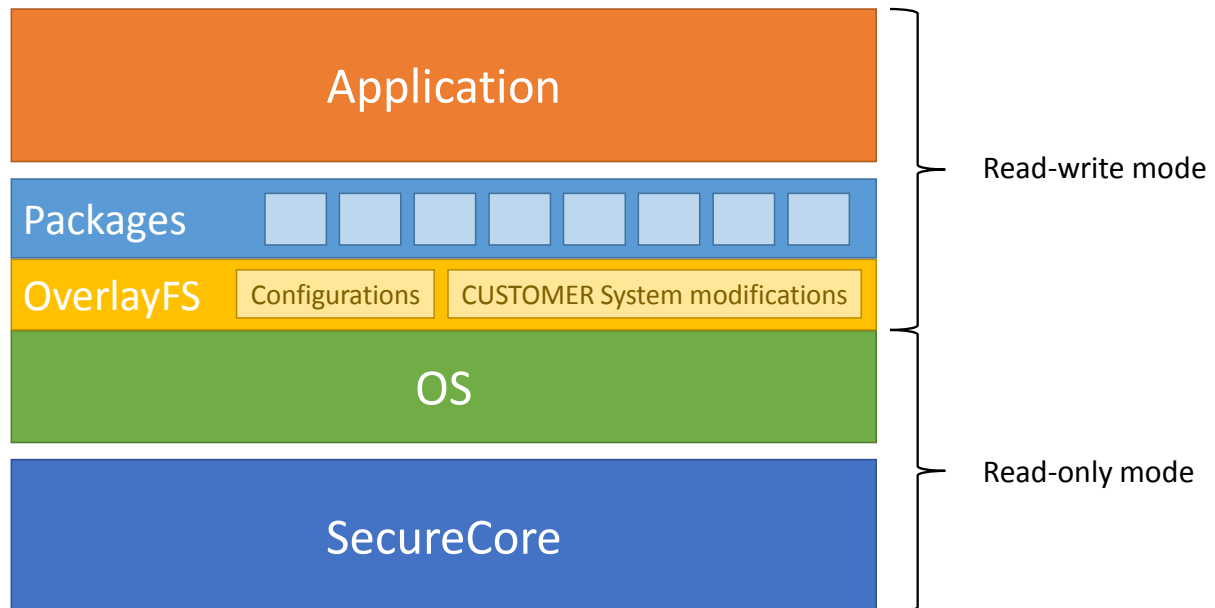 Application
Read-write mode
Packages
OverlayFS
Configurations
CUSTOMER System modifications
OS
Read-only mode
SecureCore